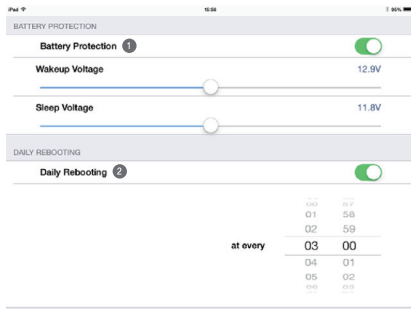 iPad 15:56 95%
BATTERY PROTECTION
Battery Protection 1
Wakeup Voltage 12.9V
Sleep Voltage 11.8V
DAILY REBOOTING
Daily Rebooting 2
57
01 58
02 59
at every 03 00
04 01
05 02